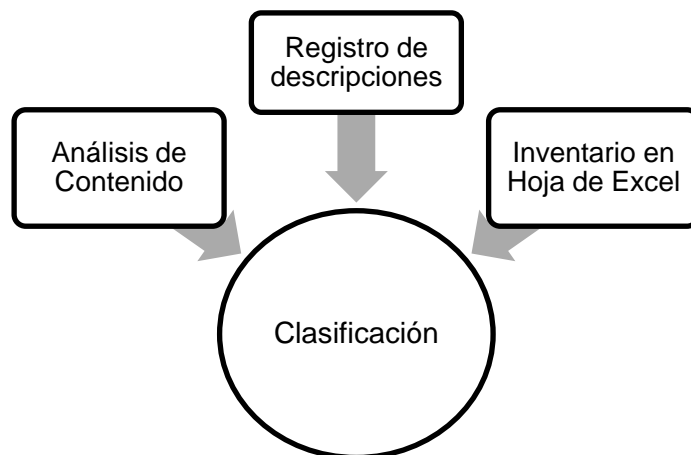 Registro de
descripciones
Análisis de
Contenido
Inventario en
Hoja de Excel
Clasificación